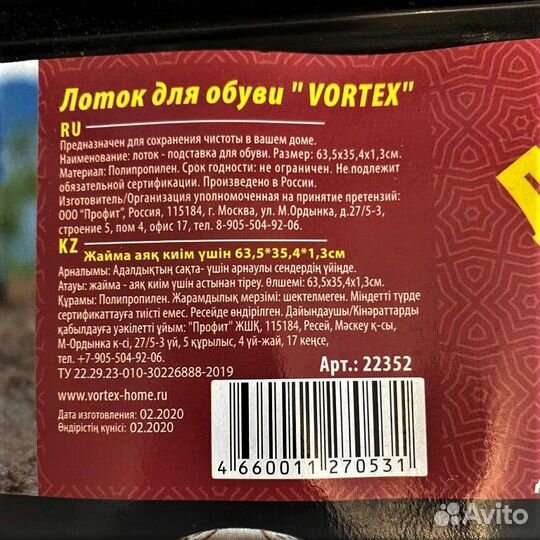 Лоток для обуви " VORTEX"
RU
Предназначен для сохранения чистоты в вашем доме.
Наименование: лоток - подставка для обуви. Размер: 63,5х35,4х1,3см.
Материал: Полипропилен. Срок годности: не ограничен. Не подлежит
обязательной сертификации. Произведено в России.
Изготовитель/Организация уполномоченная на принятие претензий:
ООО "Профит", Россия, 115184, г. Москва, ул. М.Ордынка, д.27/5-3,
строение 5, пом 4, офис 17, тел. 8-905-504-92-06.
KZ
Жайма аяқ киім үшін 63,5*35,4*1,3см
Арналымы: Адалдықтың сақта- үшін арнаулы сендердің үйіңде.
Атауы: жайма - аяқ киім үшін астынан тіреу. Өлшемі: 63,5х35,4х1,3см.
Құрамы: Полипропилен. Жарамдылық мерзімі: шектелмеген. Міндетті түрде
сертификаттауға тиісті емес. Ресейде өндірілген. Дайындаушы/Кінәраттарды
қабылдауға уәкілетті ұйым: "Профит" ЖШҚ, 115184, Ресей, Мәскеу қ-сы,
М-Ордынка к-сі, 27/5-3 үй, 5 құрылыс, 4 үй-жай, 17 кеңсе,
тел. +7-905-504-92-06.
ТУ 22.29.23-010-30226888-2019
Арт.: 22352
www.vortex-home.ru
Дата изготовления: 02.2020
Өндірістің күнісі: 02.2020
4 660011 270531
Avito